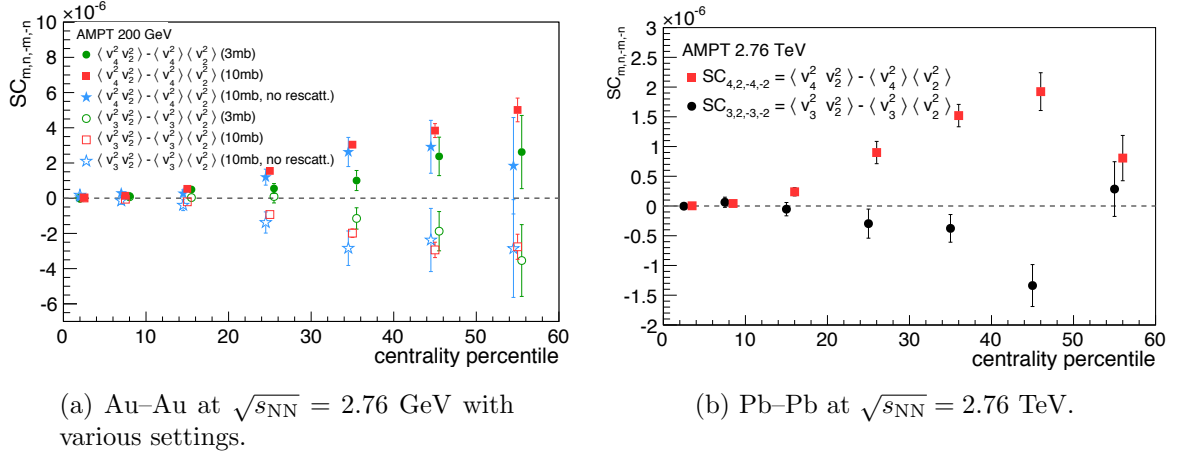 ×10⁻⁶
10
8
6
4
2
0
−2
−4
−6
SC_{m,n,-m,-n}
AMPT 200 GeV
⟨ v_4^2 v_2^2 ⟩ - ⟨ v_4^2 ⟩ ⟨ v_2^2 ⟩ (3mb)
⟨ v_4^2 v_2^2 ⟩ - ⟨ v_4^2 ⟩ ⟨ v_2^2 ⟩ (10mb)
⟨ v_4^2 v_2^2 ⟩ - ⟨ v_4^2 ⟩ ⟨ v_2^2 ⟩ (10mb, no rescatt.)
⟨ v_3^2 v_2^2 ⟩ - ⟨ v_3^2 ⟩ ⟨ v_2^2 ⟩ (3mb)
⟨ v_3^2 v_2^2 ⟩ - ⟨ v_3^2 ⟩ ⟨ v_2^2 ⟩ (10mb)
⟨ v_3^2 v_2^2 ⟩ - ⟨ v_3^2 ⟩ ⟨ v_2^2 ⟩ (10mb, no rescatt.)
0 10 20 30 40 50 60
centrality percentile
(a) Au–Au at √s_NN = 2.76 GeV with
various settings.
×10⁻⁶
3
2.5
2
1.5
1
0.5
0
−0.5
−1
−1.5
−2
SC_{m,n,-m,-n}
AMPT 2.76 TeV
SC_{4,2,-4,-2} = ⟨ v_4^2 v_2^2 ⟩ - ⟨ v_4^2 ⟩ ⟨ v_2^2 ⟩
SC_{3,2,-3,-2} = ⟨ v_3^2 v_2^2 ⟩ - ⟨ v_3^2 ⟩ ⟨ v_2^2 ⟩
0 10 20 30 40 50 60
centrality percentile
(b) Pb–Pb at √s_NN = 2.76 TeV.